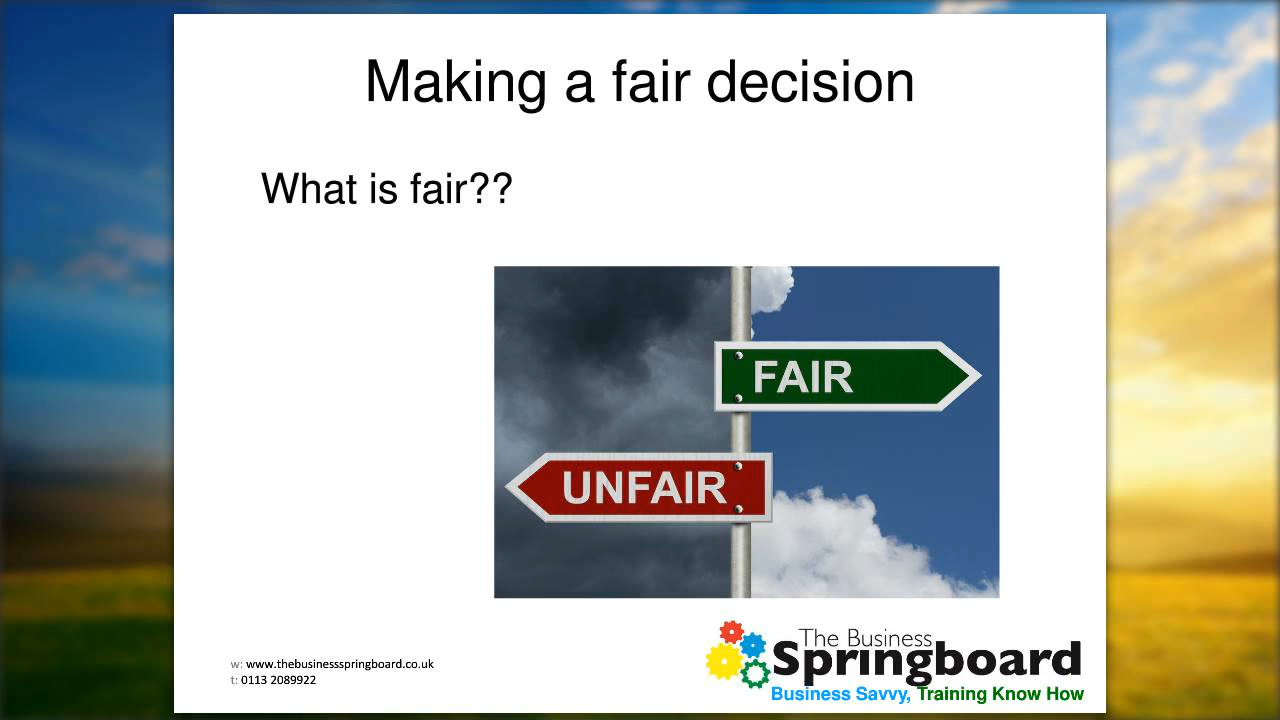 Making a fair decision
What is fair??
FAIR
UNFAIR
w: www.thebusinessspringboard.co.uk
t: 0113 2089922
The Business
Springboard
Business Savvy, Training Know How